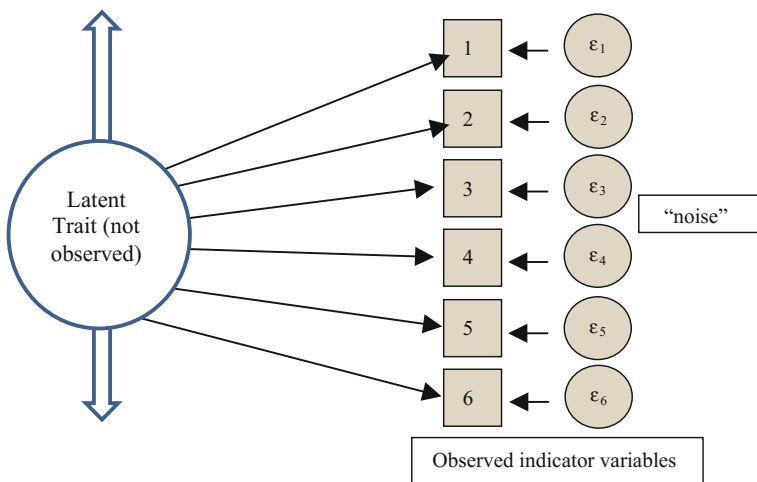 Latent
Trait (not
observed)
1
ε1
2
ε2
3
ε3
4
ε4
5
ε5
6
ε6
“noise”
Observed indicator variables